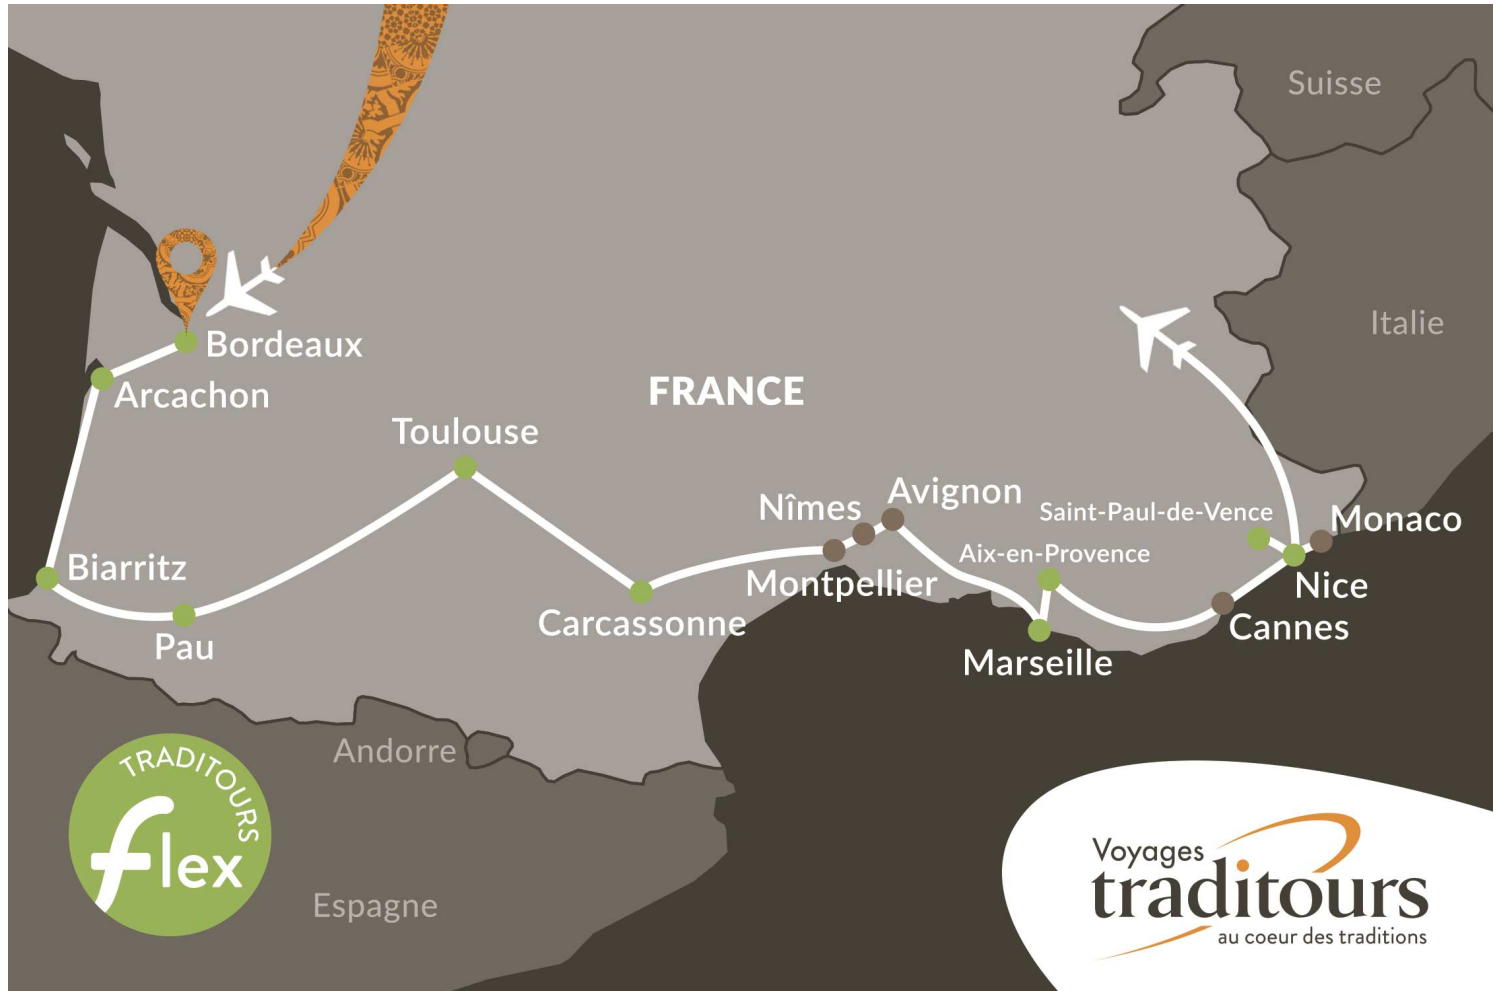 Suisse
Italie
Bordeaux
Arcachon
FRANCE
Toulouse
Avignon
Nîmes
Saint-Paul-de-Vence
Monaco
Aix-en-Provence
Biarritz
Montpellier
Nice
Carcassonne
Cannes
Pau
Marseille
Andorre
TRADITOURS
flex
Espagne
Voyages
traditours
au coeur des traditions